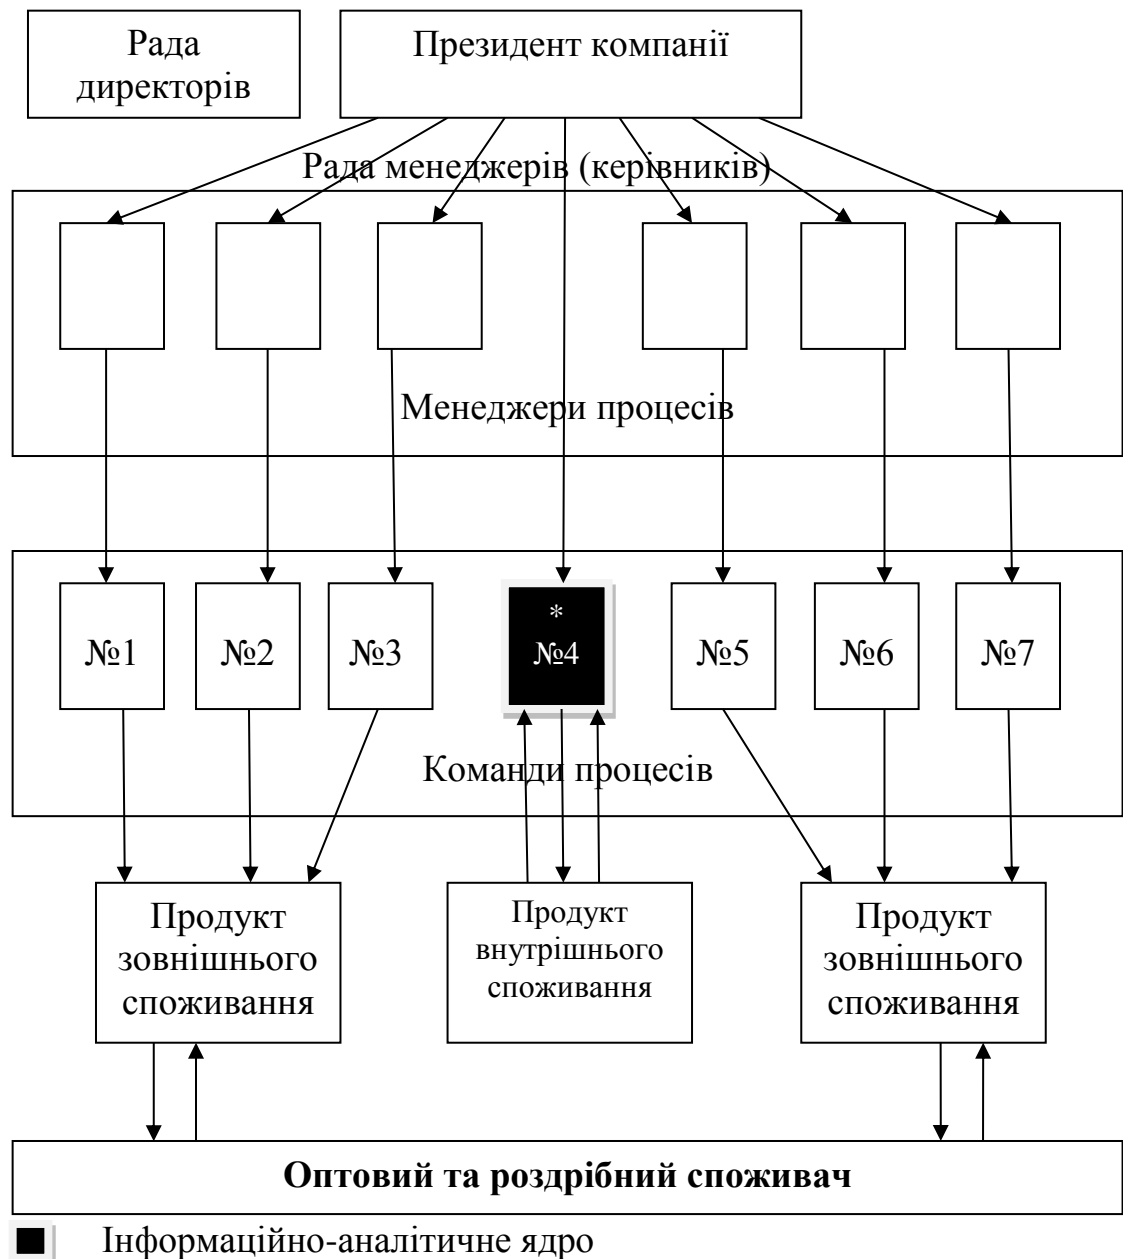 Рада
директорів
Президент компанії
Рада менеджерів (керівників)
Менеджери процесів
№1
№2
№3
*
№4
№5
№6
№7
Команди процесів
Продукт
зовнішнього
споживання
Продукт
внутрішнього
споживання
Продукт
зовнішнього
споживання
Оптовий та роздрібний споживач
Інформаційно-аналітичне ядро